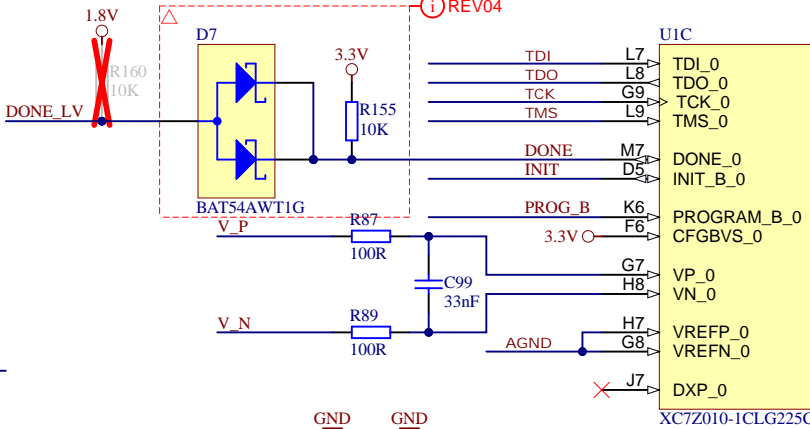 REV04
1.8V
D7
U1C
3.3V
R160
10K
DONE_LV
R155
10K
BAT54AWT1G
TDI L7 TDI_0
TDO L8 TDO_0
TCK G9 TCK_0
TMS L9 TMS_0
DONE M7 DONE_0
INIT D5 INIT_B_0
PROG_B K6 PROGRAM_B_0
3.3V F6 CFGBVS_0
V_P
R87
100R
C99
33nF
V_N
R89
100R
G7 VP_0
H8 VN_0
H7 VREFP_0
AGND G8 VREFN_0
J7 DXP_0
GND GND